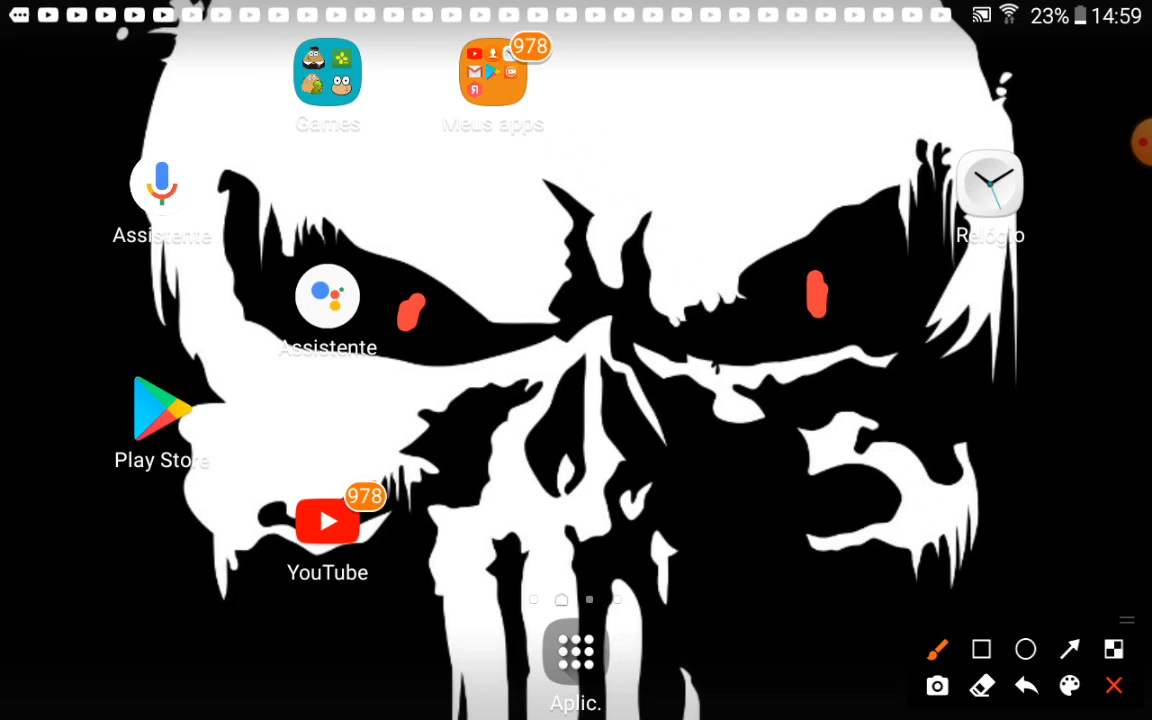 23% 14:59
978
Games
Meus apps
Assistente
Relógio
Assistente
Play Store
978
YouTube
Aplic.